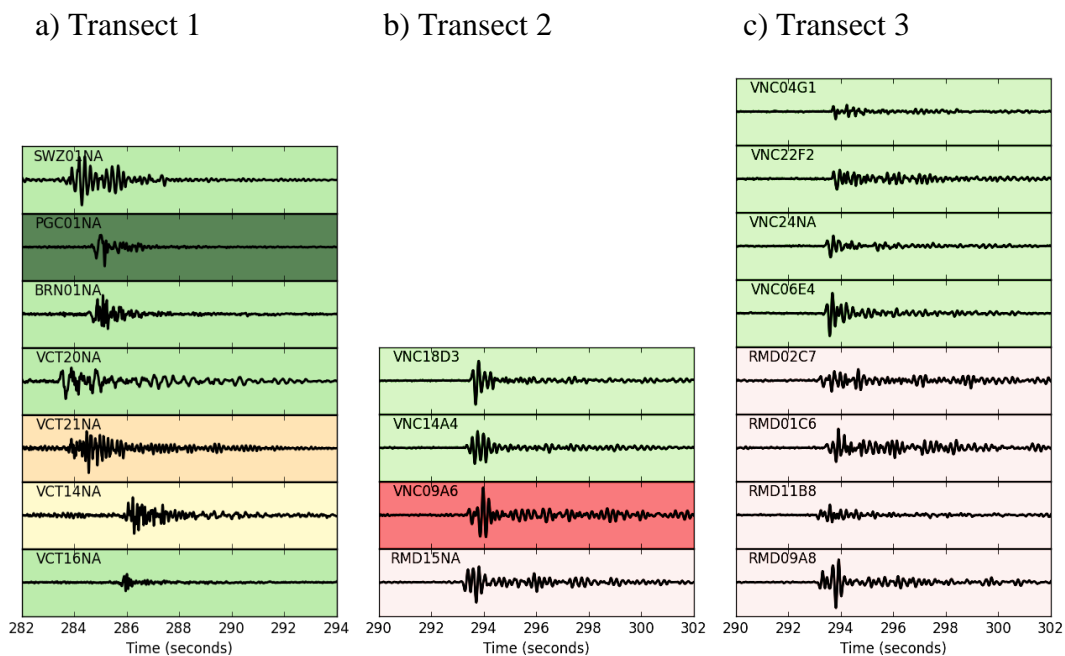 a) Transect 1
b) Transect 2
c) Transect 3
SWZ01NA
PGC01NA
BRN01NA
VCT20NA
VCT21NA
VCT14NA
VCT16NA
282 284 286 288 290 292 294
Time (seconds)
VNC18D3
VNC14A4
VNC09A6
RMD15NA
290 292 294 296 298 300 302
Time (seconds)
VNC04G1
VNC22F2
VNC24NA
VNC06E4
RMD02C7
RMD01C6
RMD11B8
RMD09A8
290 292 294 296 298 300 302
Time (seconds)